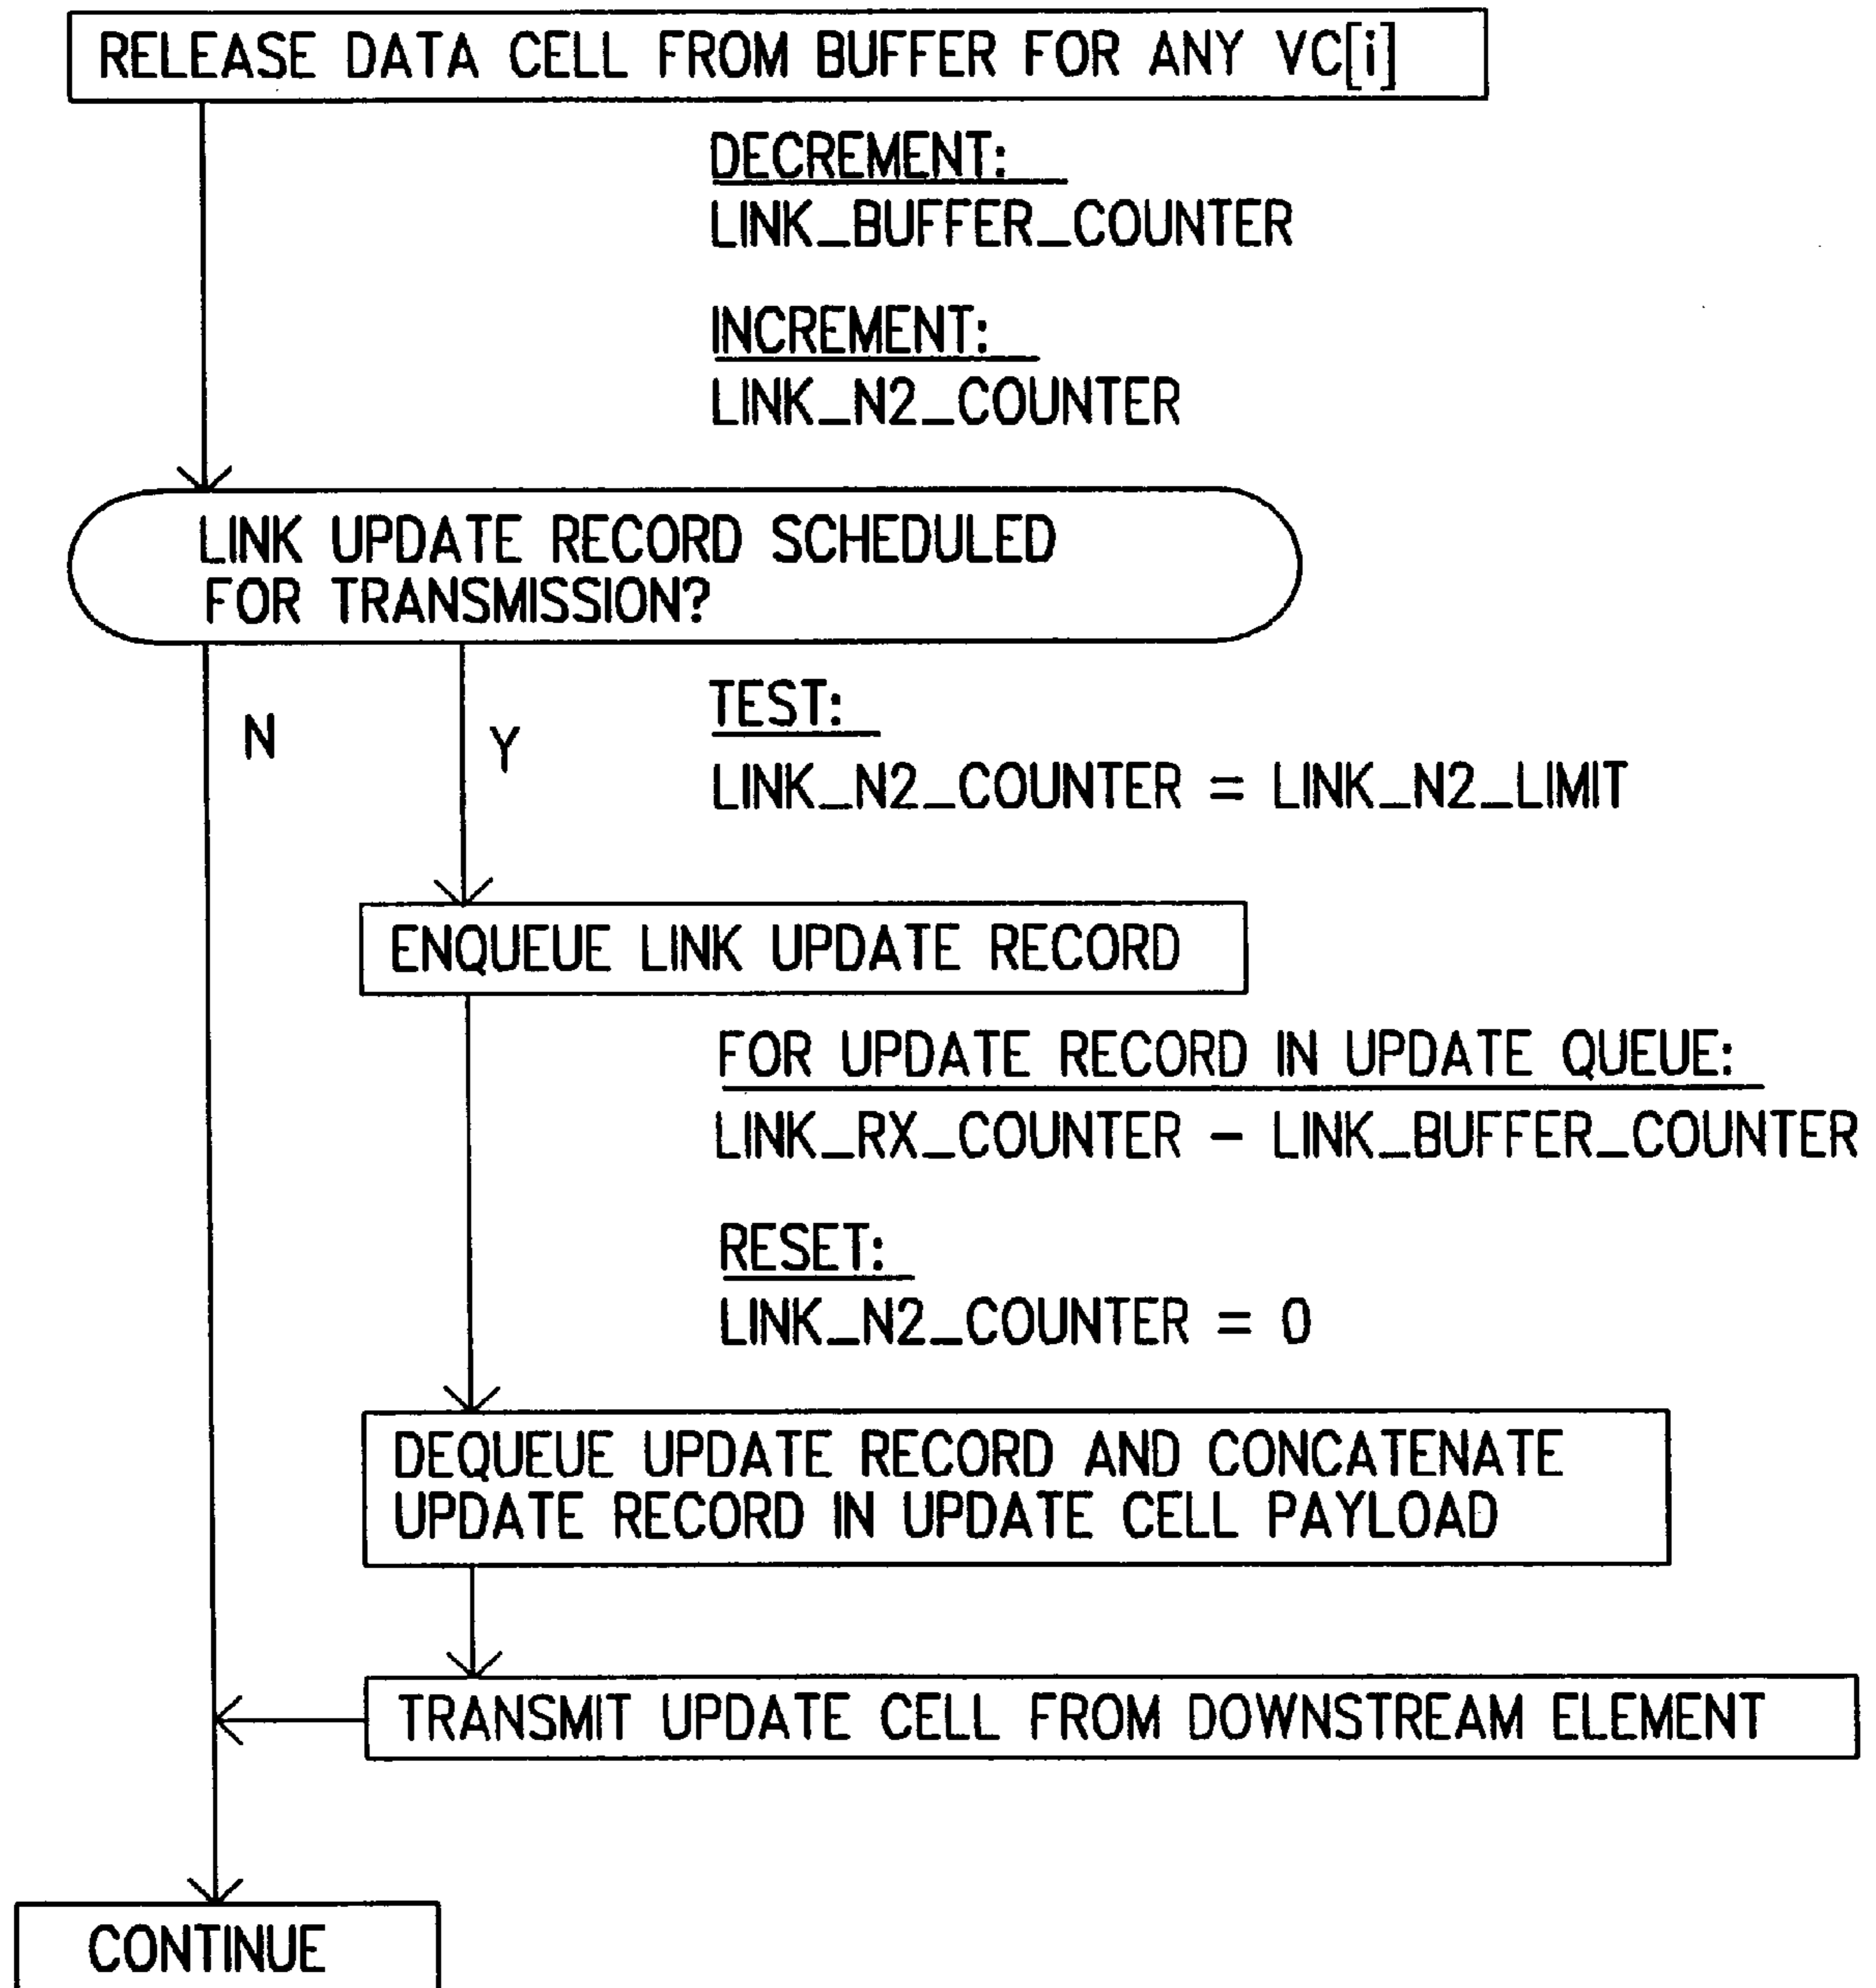 RELEASE DATA CELL FROM BUFFER FOR ANY VC[i]
DECREMENT:
LINK_BUFFER_COUNTER
INCREMENT:
LINK_N2_COUNTER
LINK UPDATE RECORD SCHEDULED
FOR TRANSMISSION?
N
Y
TEST:
LINK_N2_COUNTER = LINK_N2_LIMIT
ENQUEUE LINK UPDATE RECORD
FOR UPDATE RECORD IN UPDATE QUEUE:
LINK_RX_COUNTER – LINK_BUFFER_COUNTER
RESET:
LINK_N2_COUNTER = 0
DEQUEUE UPDATE RECORD AND CONCATENATE
UPDATE RECORD IN UPDATE CELL PAYLOAD
TRANSMIT UPDATE CELL FROM DOWNSTREAM ELEMENT
CONTINUE